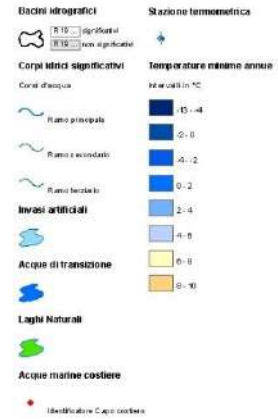 Bacini idrografici
R 19 ... significativi
R 19 ... non significativi
Corpi idrici significativi
Corsi d'acqua
Ramo principale
Ramo secondario
Ramo terziario
Invasi artificiali
Acque di transizione
Laghi Naturali
Acque marine costiere
Identificatore Capo costiero
Stazione termometrica
Temperature minime annue
Intervalli in °C
-2 - 0
-4 - -2
0 - 2
2 - 4
4 - 6
6 - 8
8 - 10